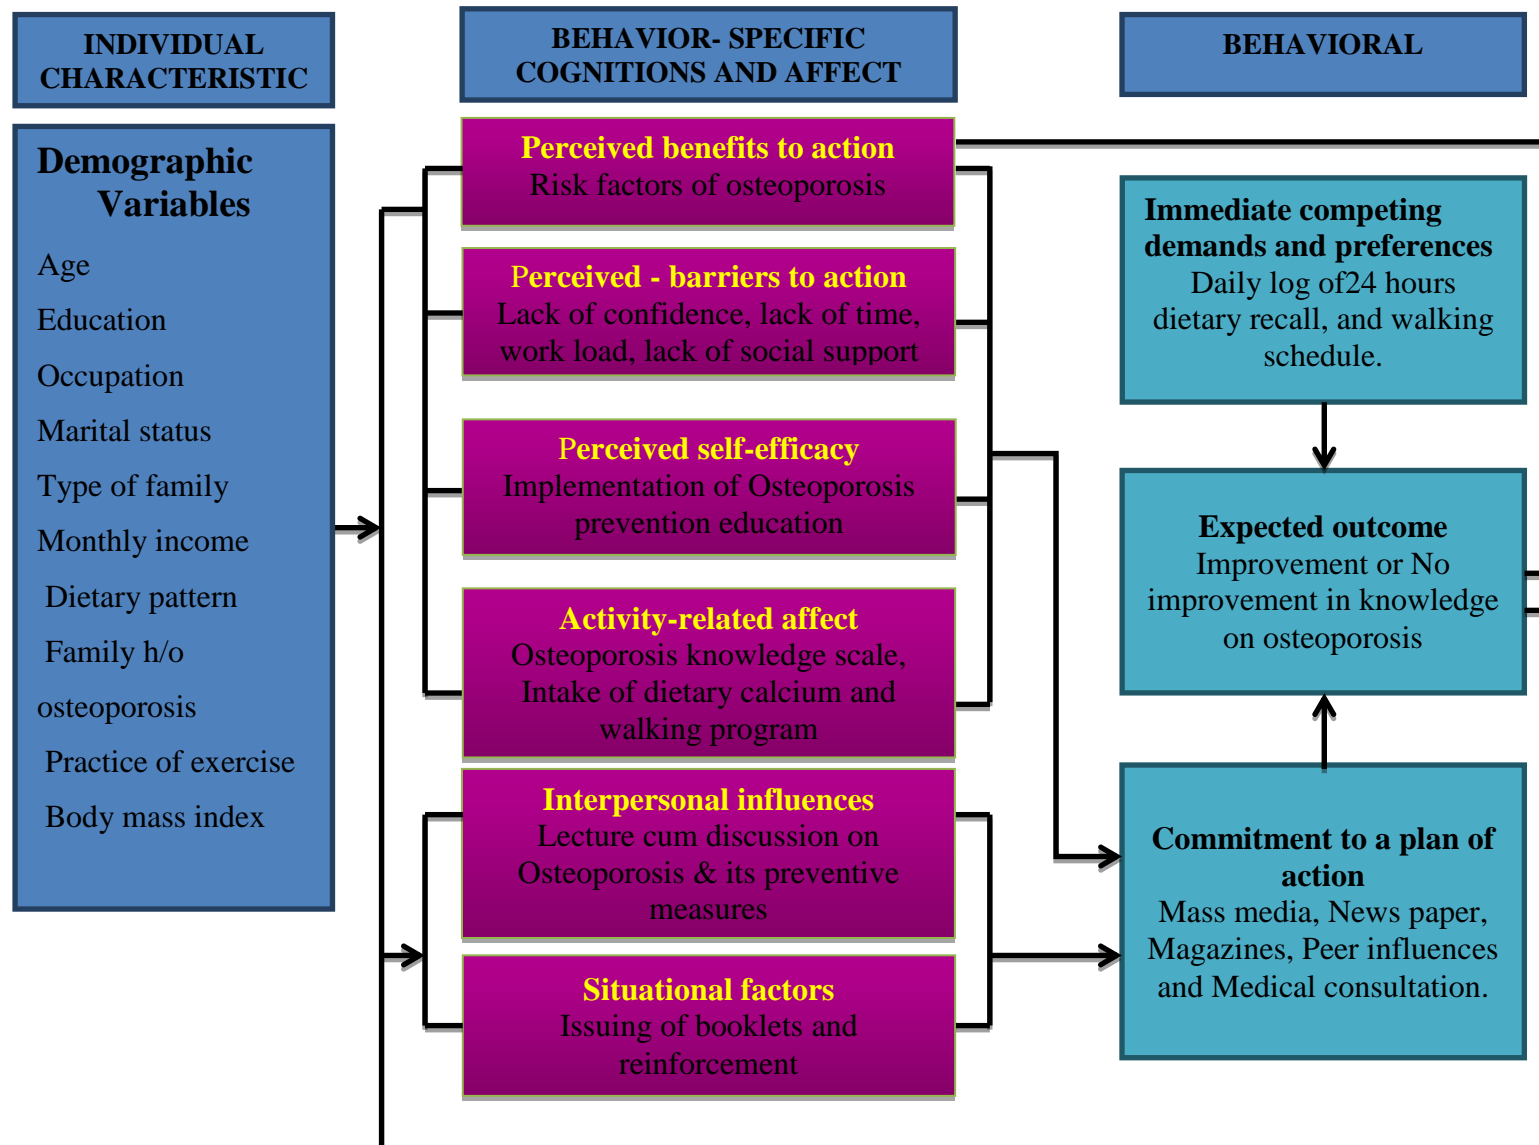 INDIVIDUAL
CHARACTERISTIC
Demographic
Variables
Age
Education
Occupation
Marital status
Type of family
Monthly income
Dietary pattern
Family h/o
osteoporosis
Practice of exercise
Body mass index
BEHAVIOR- SPECIFIC
COGNITIONS AND AFFECT
Perceived benefits to action
Risk factors of osteoporosis
Perceived - barriers to action
Lack of confidence, lack of time,
work load, lack of social support
Perceived self-efficacy
Implementation of Osteoporosis
prevention education
Activity-related affect
Osteoporosis knowledge scale,
Intake of dietary calcium and
walking program
Interpersonal influences
Lecture cum discussion on
Osteoporosis & its preventive
measures
Situational factors
Issuing of booklets and
reinforcement
BEHAVIORAL
Immediate competing
demands and preferences
Daily log of24 hours
dietary recall, and walking
schedule.
Expected outcome
Improvement or No
improvement in knowledge
on osteoporosis
Commitment to a plan of
action
Mass media, News paper,
Magazines, Peer influences
and Medical consultation.